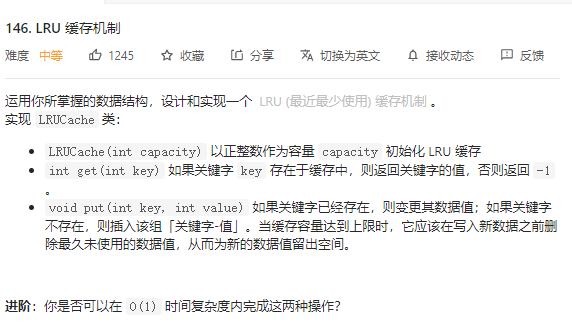 146. LRU 缓存机制
难度 中等 1245 收藏 分享 切换为英文 接收动态 反馈
运用你所掌握的数据结构，设计和实现一个 LRU (最近最少使用) 缓存机制 。
实现 LRUCache 类：
LRUCache(int capacity) 以正整数作为容量 capacity 初始化 LRU 缓存
int get(int key) 如果关键字 key 存在于缓存中，则返回关键字的值，否则返回 -1
。
void put(int key, int value) 如果关键字已经存在，则变更其数据值；如果关键字
不存在，则插入该组「关键字-值」。当缓存容量达到上限时，它应该在写入新数据之前删
除最久未使用的数据值，从而为新的数据值留出空间。
进阶：你是否可以在 O(1) 时间复杂度内完成这两种操作？